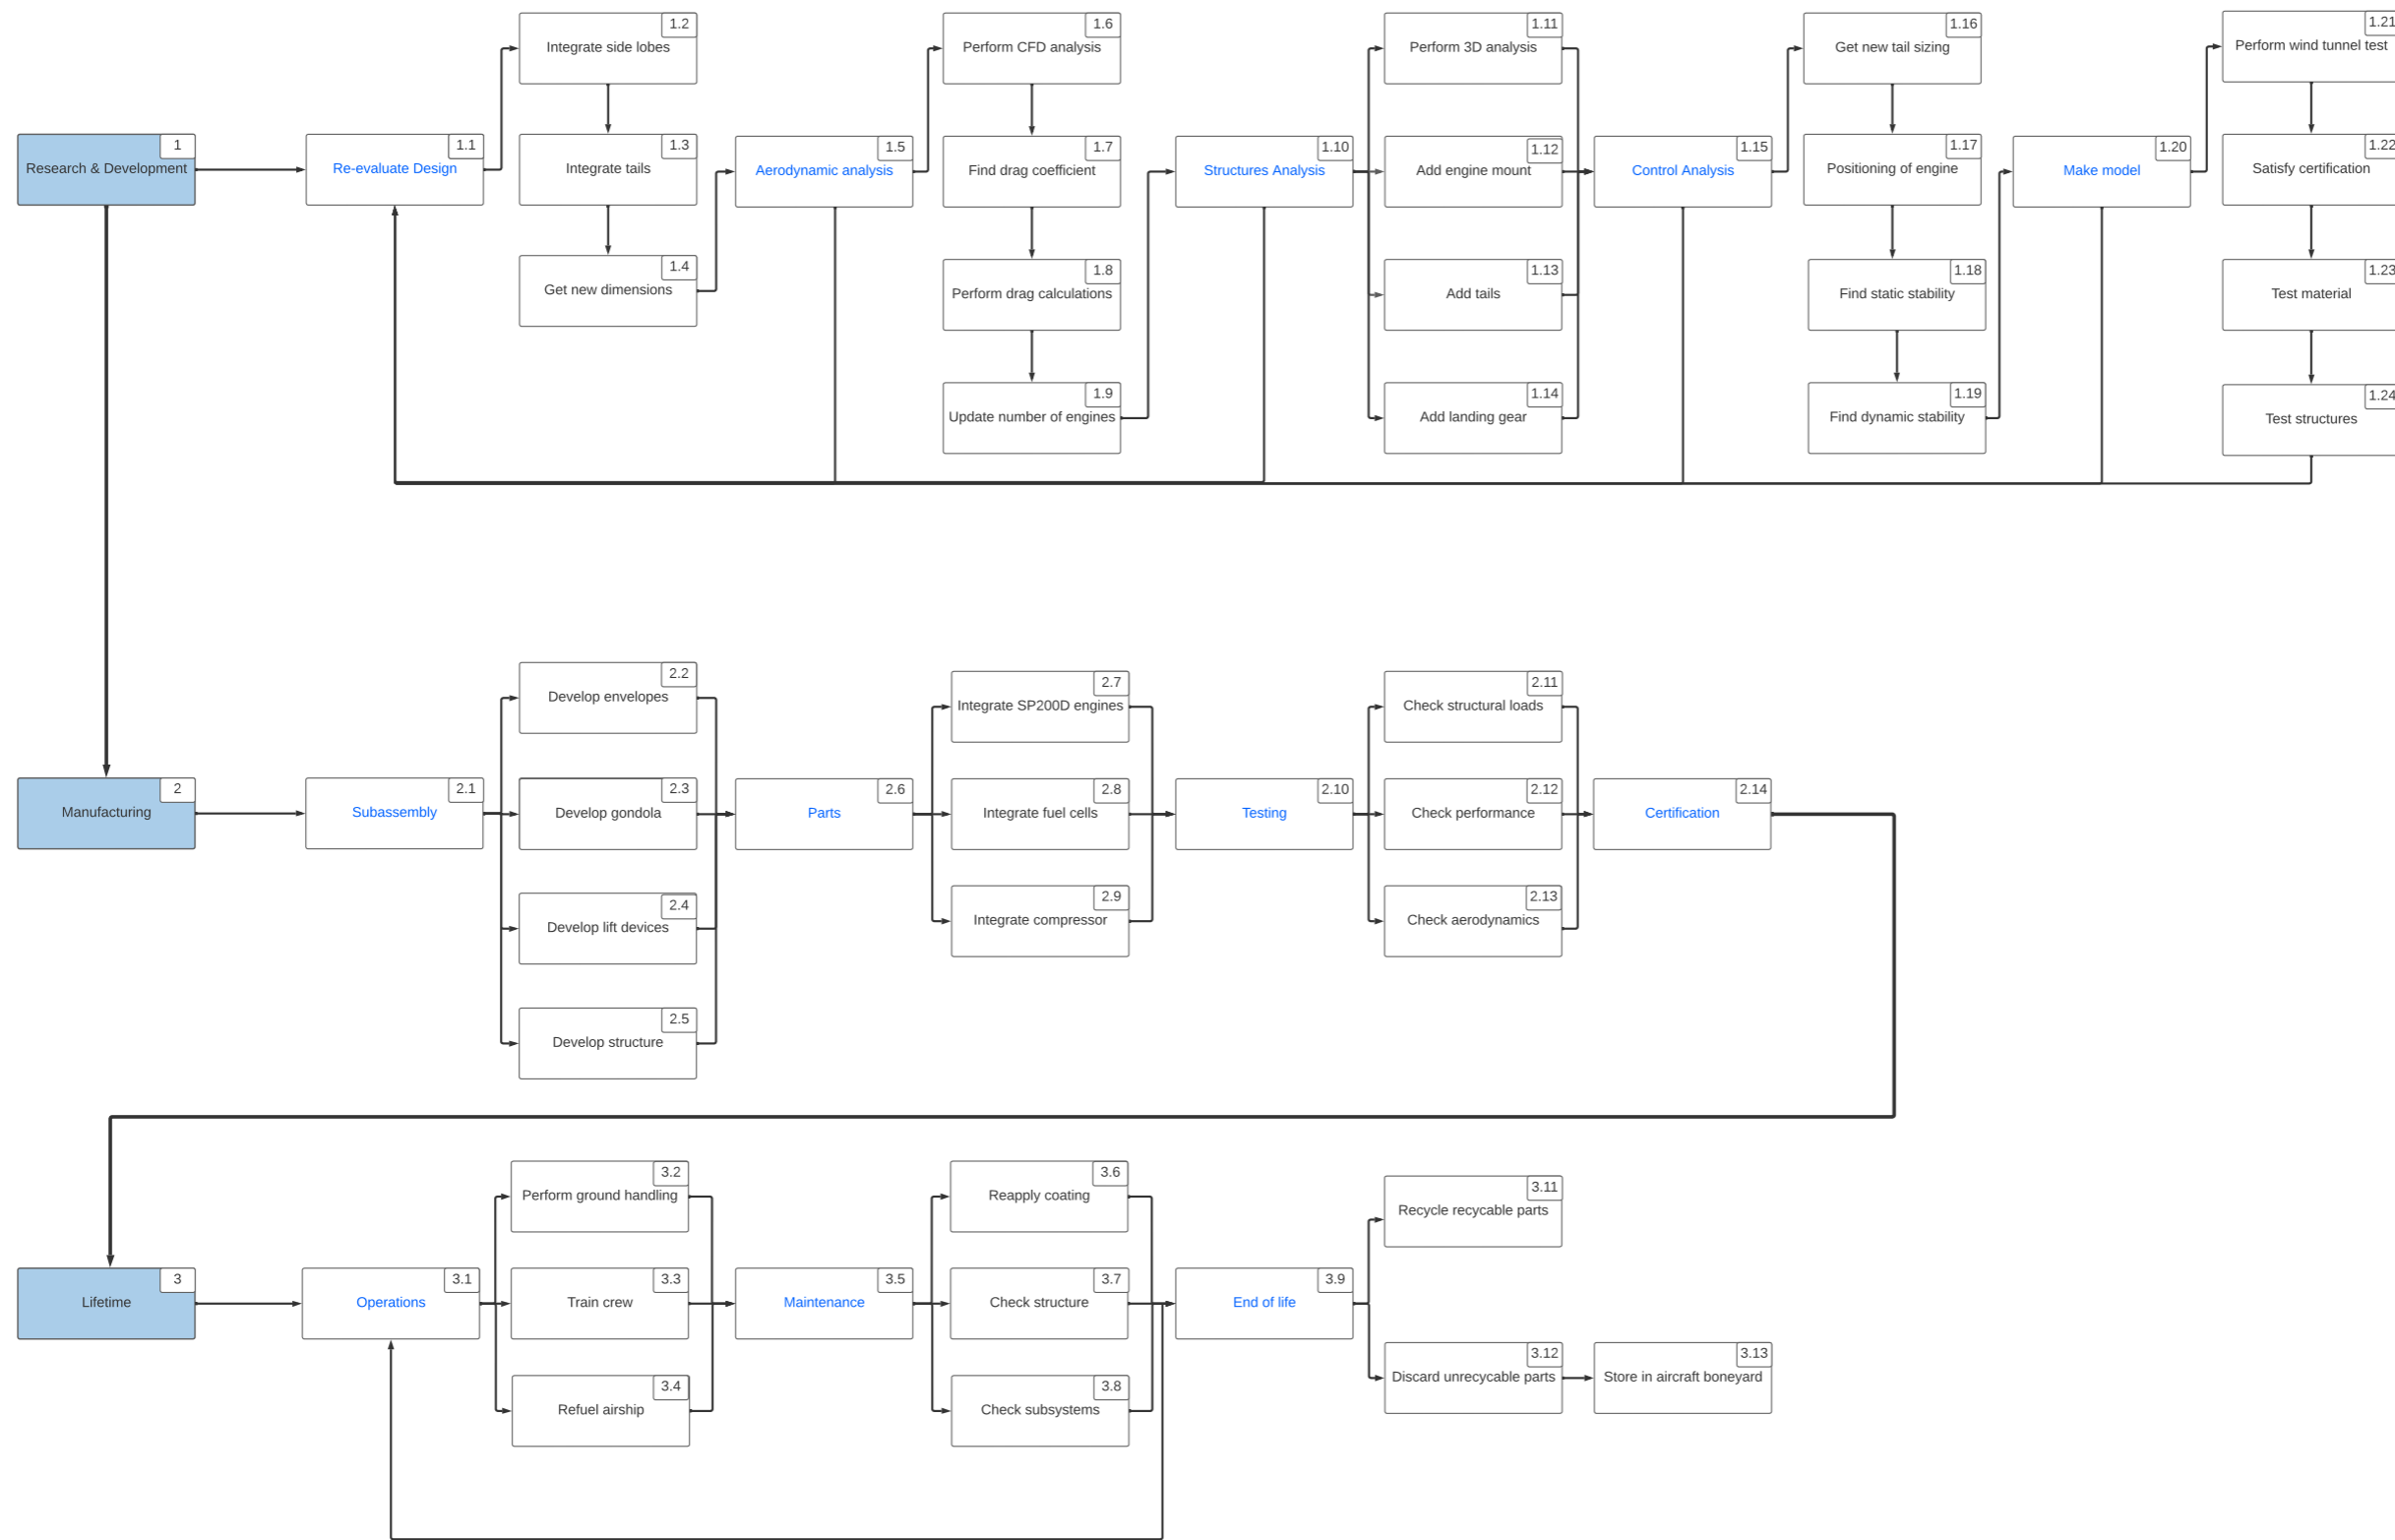 1
Research & Development
1.1
Re-evaluate Design
1.2
Integrate side lobes
1.3
Integrate tails
1.4
Get new dimensions
1.5
Aerodynamic analysis
1.6
Perform CFD analysis
1.7
Find drag coefficient
1.8
Perform drag calculations
1.9
Update number of engines
1.10
Structures Analysis
1.11
Perform 3D analysis
1.12
Add engine mount
1.13
Add tails
1.14
Add landing gear
1.15
Control Analysis
1.16
Get new tail sizing
1.17
Positioning of engine
1.18
Find static stability
1.19
Find dynamic stability
1.20
Make model
1.21
Perform wind tunnel test
1.22
Satisfy certification
1.23
Test material
1.24
Test structures
2
Manufacturing
2.1
Subassembly
2.2
Develop envelopes
2.3
Develop gondola
2.4
Develop lift devices
2.5
Develop structure
2.6
Parts
2.7
Integrate SP200D engines
2.8
Integrate fuel cells
2.9
Integrate compressor
2.10
Testing
2.11
Check structural loads
2.12
Check performance
2.13
Check aerodynamics
2.14
Certification
3
Lifetime
3.1
Operations
3.2
Perform ground handling
3.3
Train crew
3.4
Refuel airship
3.5
Maintenance
3.6
Reapply coating
3.7
Check structure
3.8
Check subsystems
3.9
End of life
3.11
Recycle recycable parts
3.12
Discard unrecycable parts
3.13
Store in aircraft boneyard